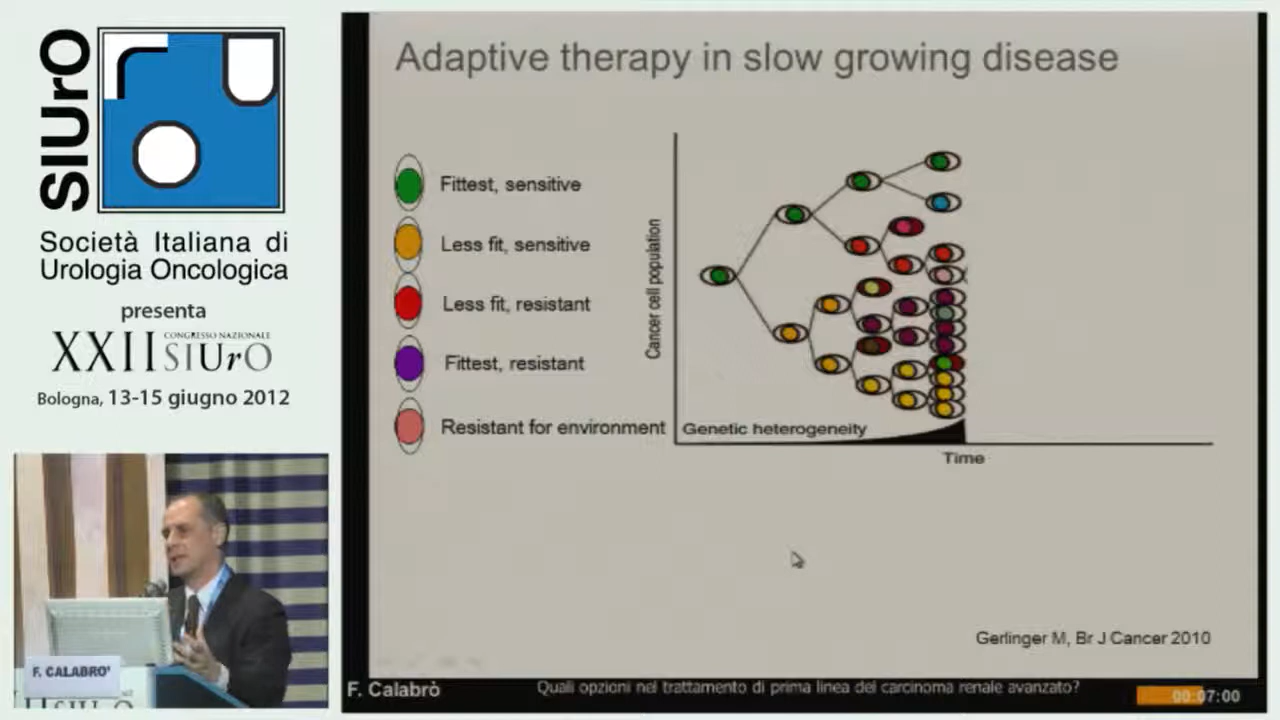 SIUrO
Società Italiana di
Urologia Oncologica
presenta
XXII CONGRESSO NAZIONALE
SIUrO
Bologna, 13-15 giugno 2012
F. CALABRO'
Adaptive therapy in slow growing disease
Fittest, sensitive
Less fit, sensitive
Less fit, resistant
Fittest, resistant
Resistant for environment
Cancer cell population
Genetic heterogeneity
Time
Gerlinger M, Br J Cancer 2010
F. Calabrò
Quali opzioni nel trattamento di prima linea del carcinoma renale avanzato?
00:07:00